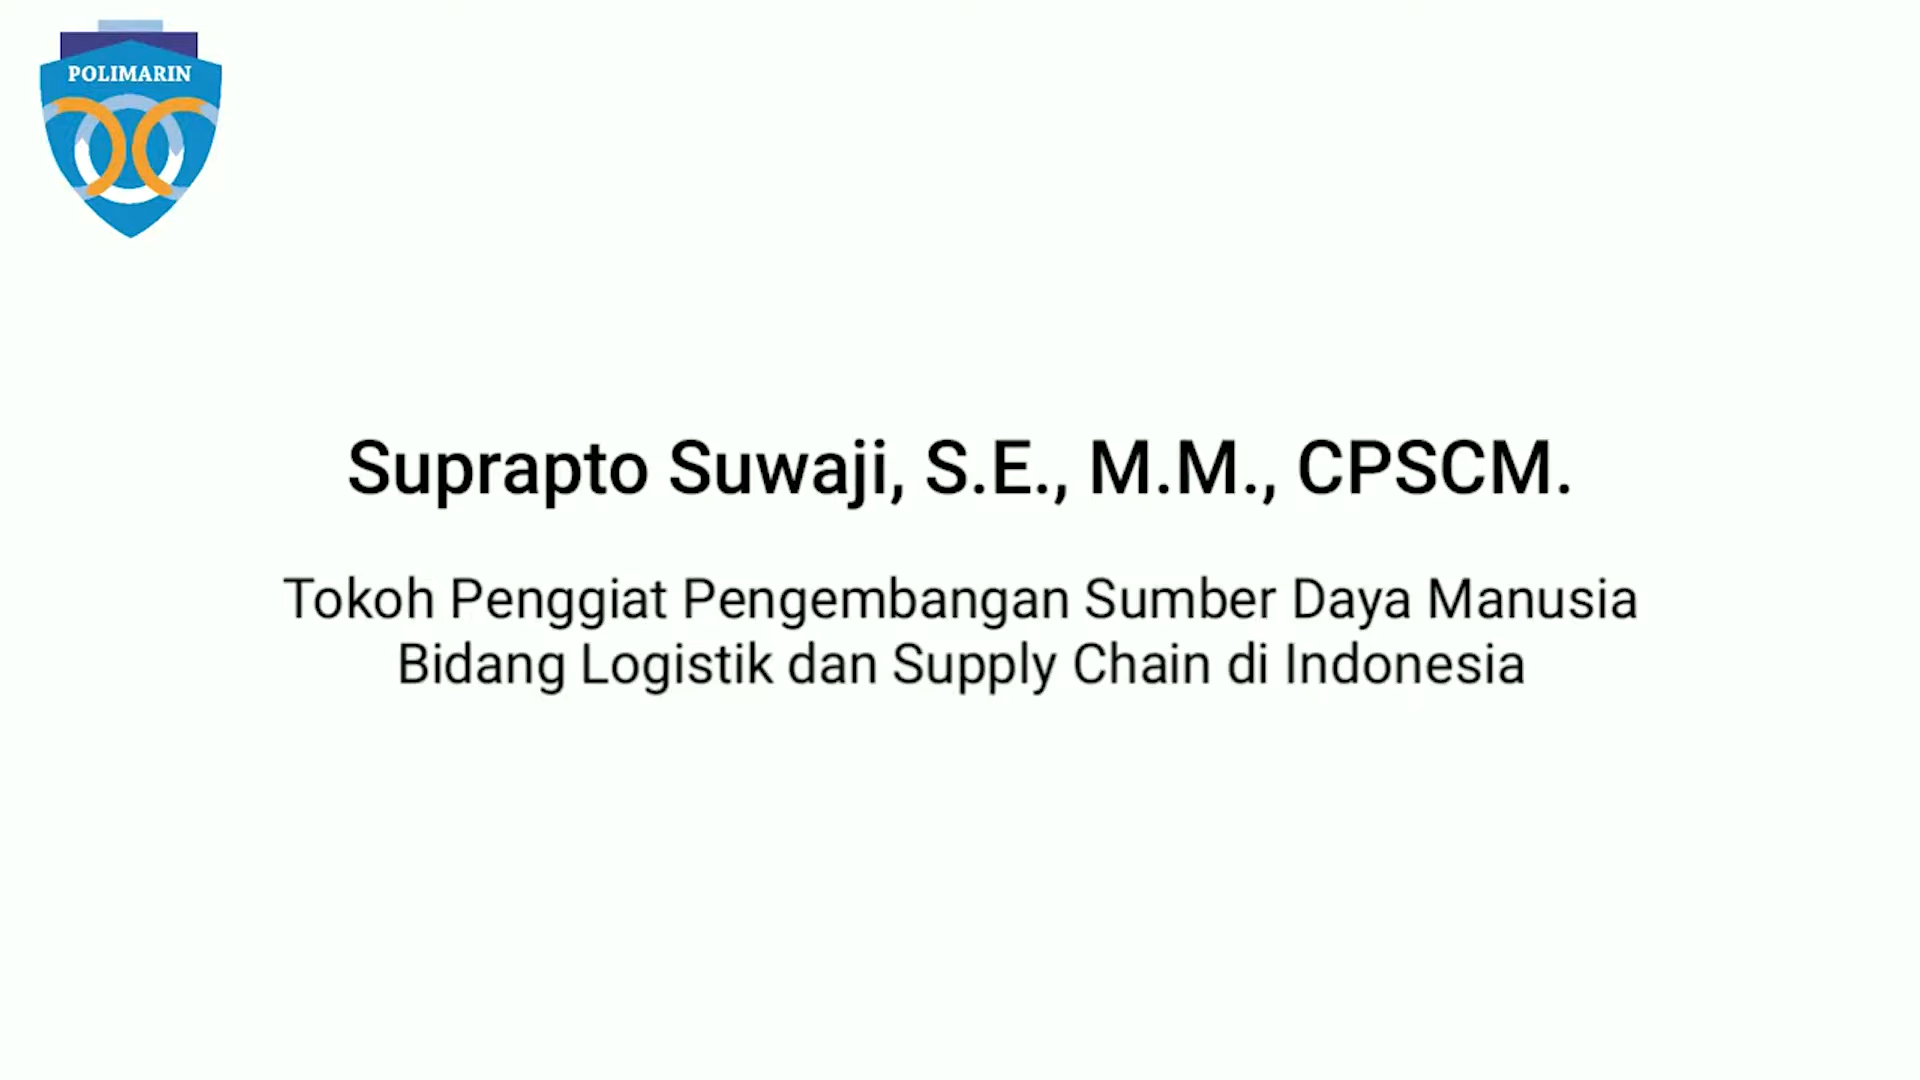 POLIMARIN
Suprapto Suwaji, S.E., M.M., CPSCM.
Tokoh Penggiat Pengembangan Sumber Daya Manusia
Bidang Logistik dan Supply Chain di Indonesia